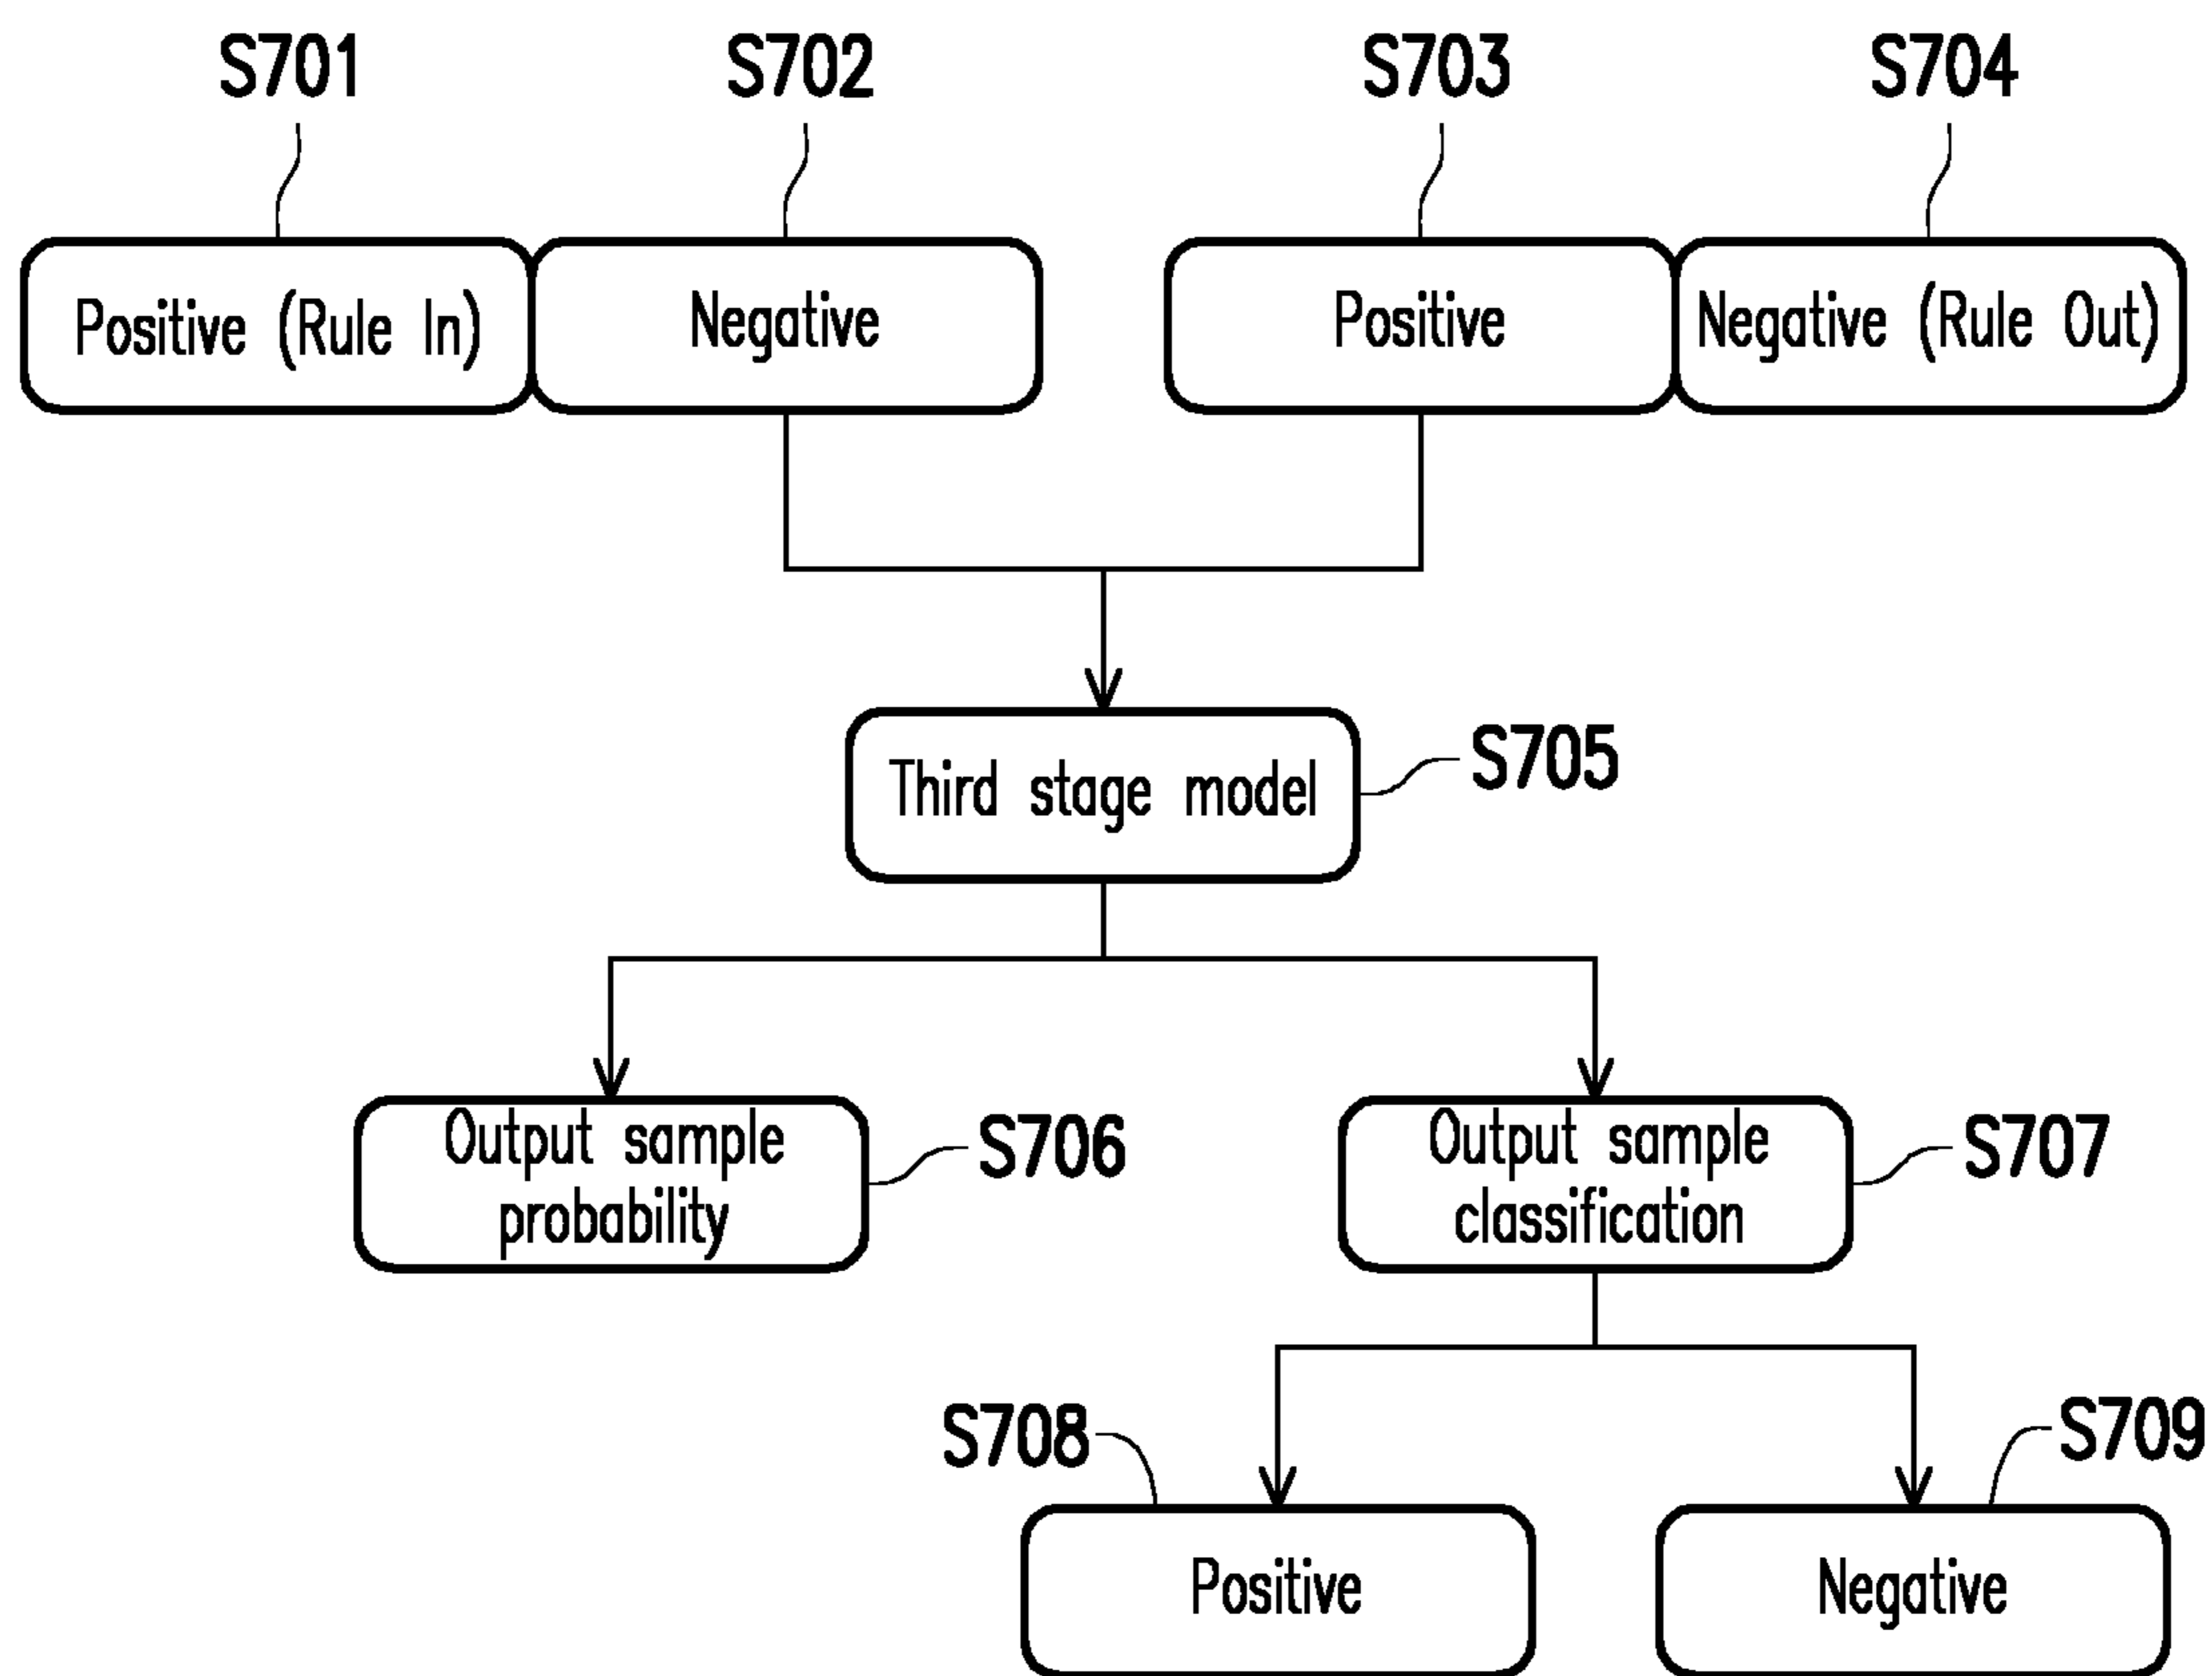 S701
S702
S703
S704
Positive (Rule In)
Negative
Positive
Negative (Rule Out)
Third stage model
S705
Output sample
probability
S706
Output sample
classification
S707
S708
S709
Positive
Negative